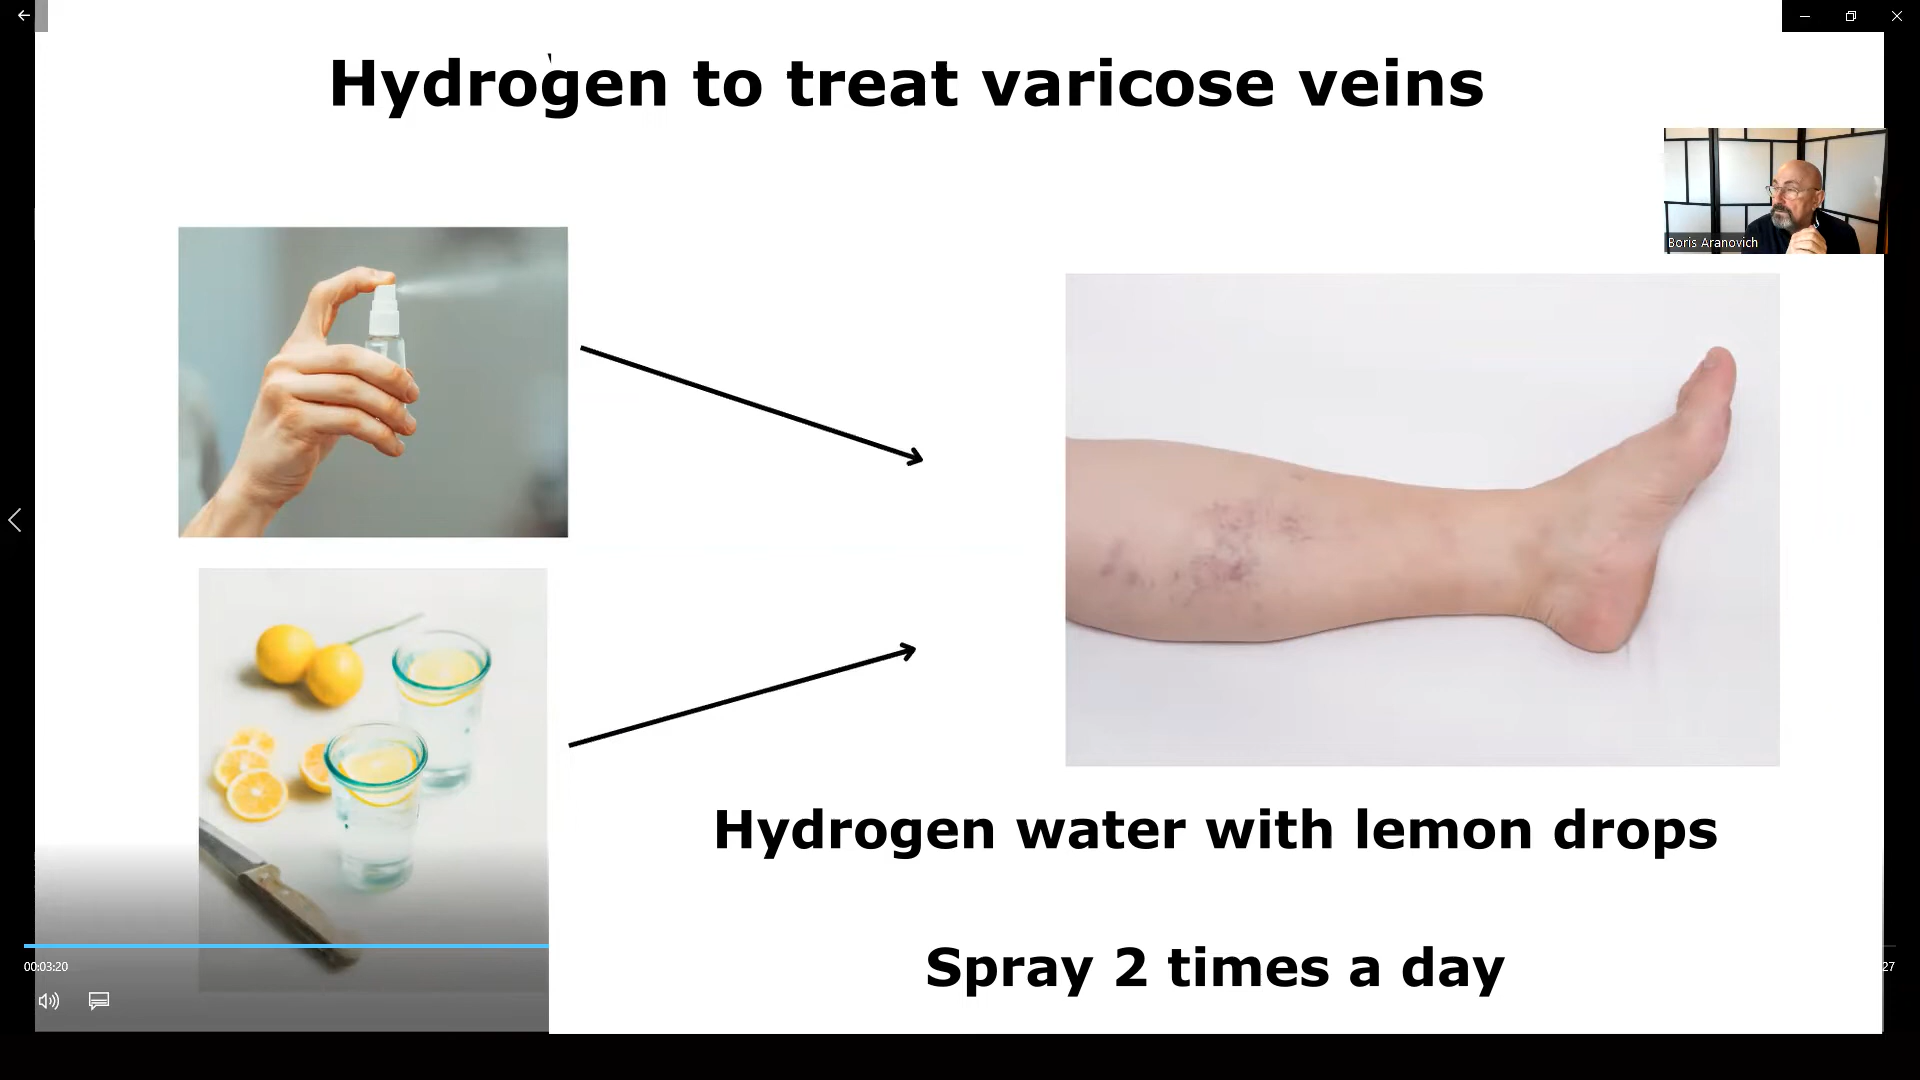 Hydrogen to treat varicose veins
Boris Aranovich
Hydrogen water with lemon drops
Spray 2 times a day
00:03:20
27